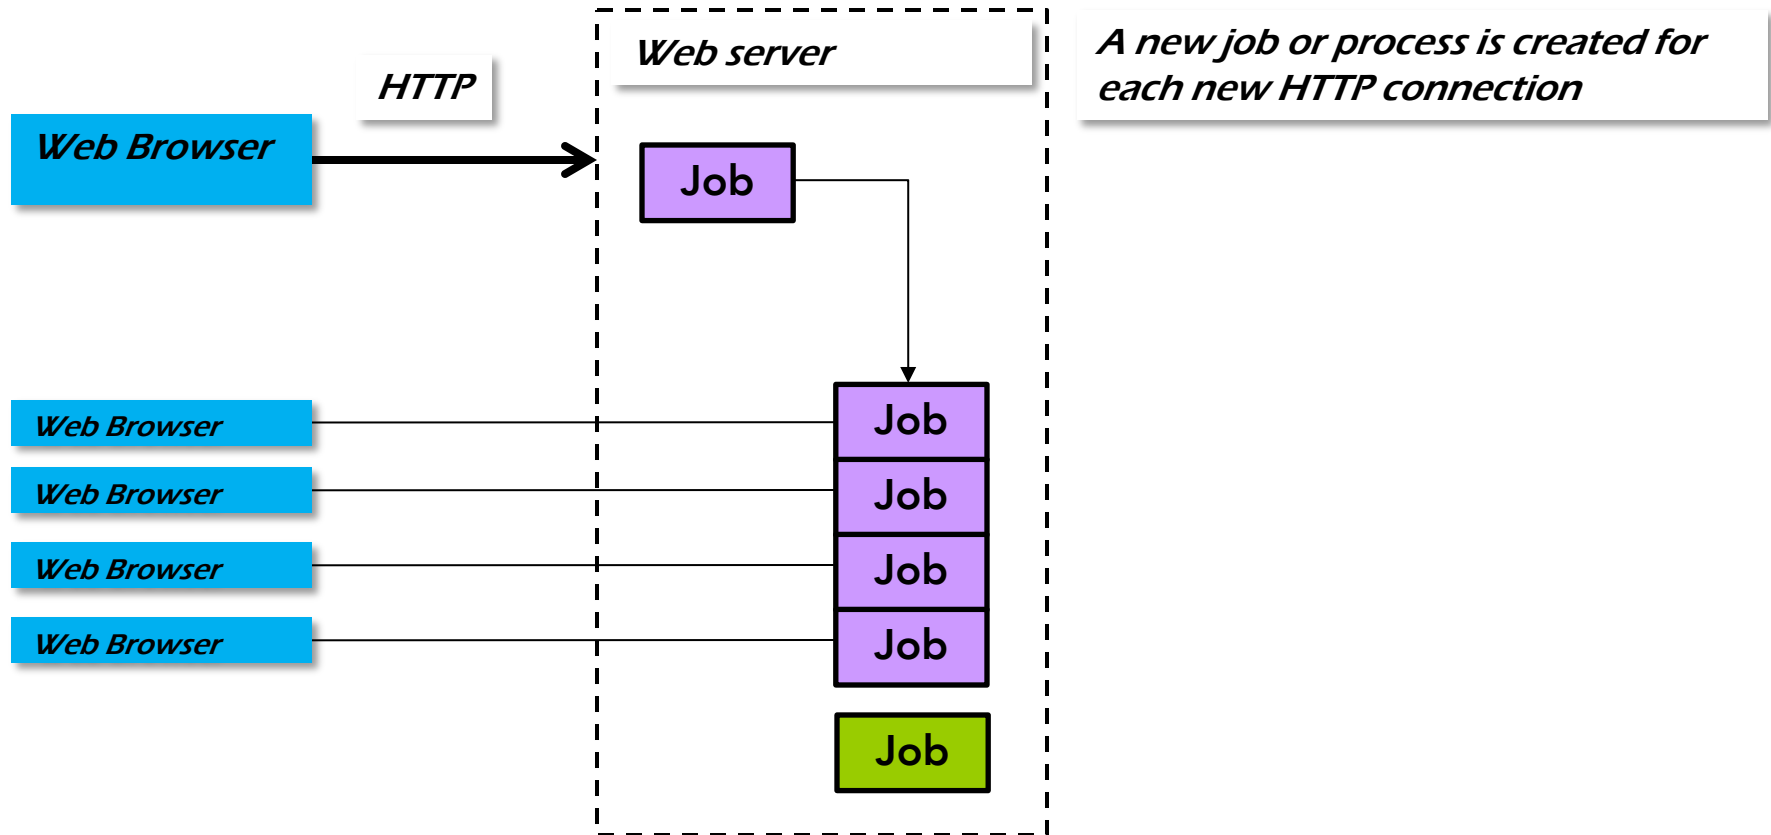 HTTP
Web server
A new job or process is created for
each new HTTP connection
Web Browser
Job
Web Browser
Job
Web Browser
Job
Web Browser
Job
Web Browser
Job
Job